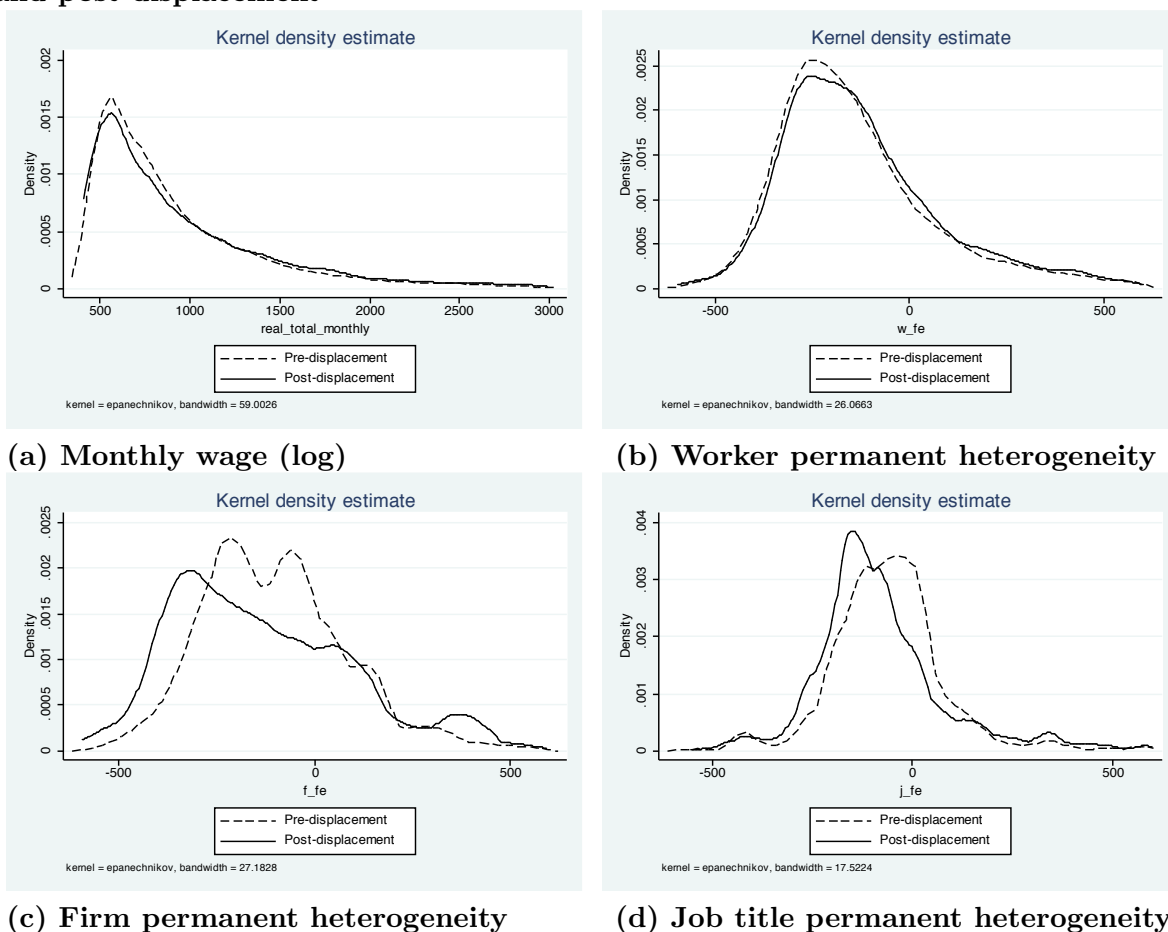 and post displacement
Kernel density estimate
Density
0
.0005
.001
.0015
.002
500
1000
1500
2000
2500
3000
real_total_monthly
Pre-displacement
Post-displacement
kernel = epanechnikov, bandwidth = 59.0026
(a) Monthly wage (log)
Kernel density estimate
Density
0
.0005
.001
.0015
.002
.0025
-500
0
500
w_fe
Pre-displacement
Post-displacement
kernel = epanechnikov, bandwidth = 26.0663
(b) Worker permanent heterogeneity
Kernel density estimate
Density
0
.0005
.001
.0015
.002
.0025
-500
0
500
f_fe
Pre-displacement
Post-displacement
kernel = epanechnikov, bandwidth = 27.1828
(c) Firm permanent heterogeneity
Kernel density estimate
Density
0
.001
.002
.003
.004
-500
0
500
j_fe
Pre-displacement
Post-displacement
kernel = epanechnikov, bandwidth = 17.5224
(d) Job title permanent heterogeneity